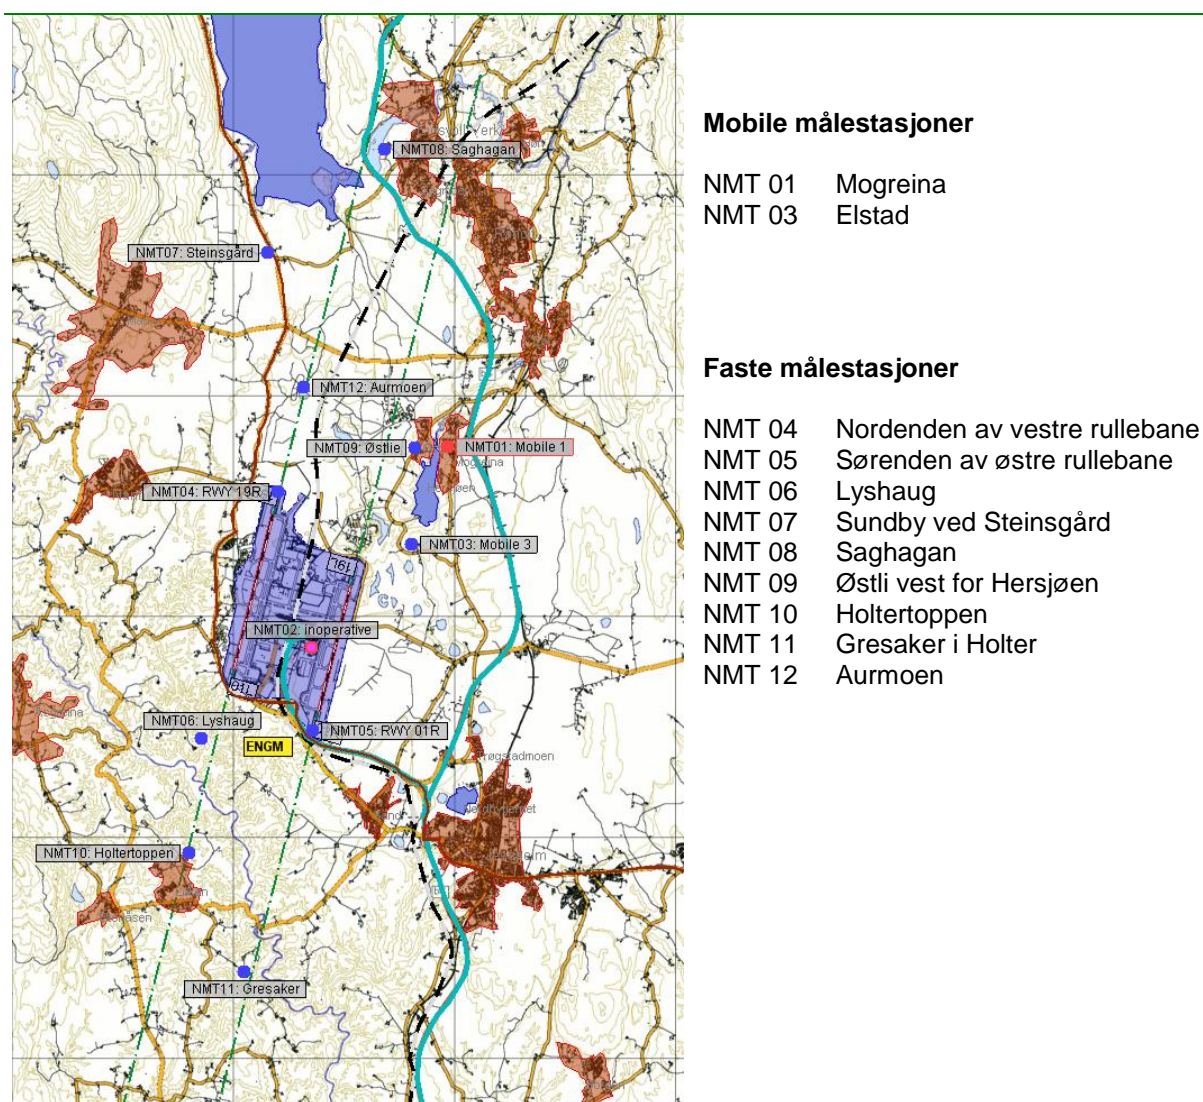 Mobile målestasjoner
NMT 01 Mogreina
NMT 03 Elstad
Faste målestasjoner
NMT 04 Nordenden av vestre rullebane
NMT 05 Sørenden av østre rullebane
NMT 06 Lyshaug
NMT 07 Sundby ved Steinsgård
NMT 08 Saghagan
NMT 09 Østli vest for Hersjøen
NMT 10 Holtertoppen
NMT 11 Gresaker i Holter
NMT 12 Aurmoen
NMT08: Saghagan
NMT07: Steinsgård
NMT12: Aurmoen
NMT09: Østlie
NMT01: Mobile 1
Mogreina
NMT04: RWY 19R
NMT03: Mobile 3
19L
NMT02: inoperative
01L
NMT06: Lyshaug
NMT05: RWY 01R
ENGM
NMT10: Holtertoppen
NMT11: Gresaker